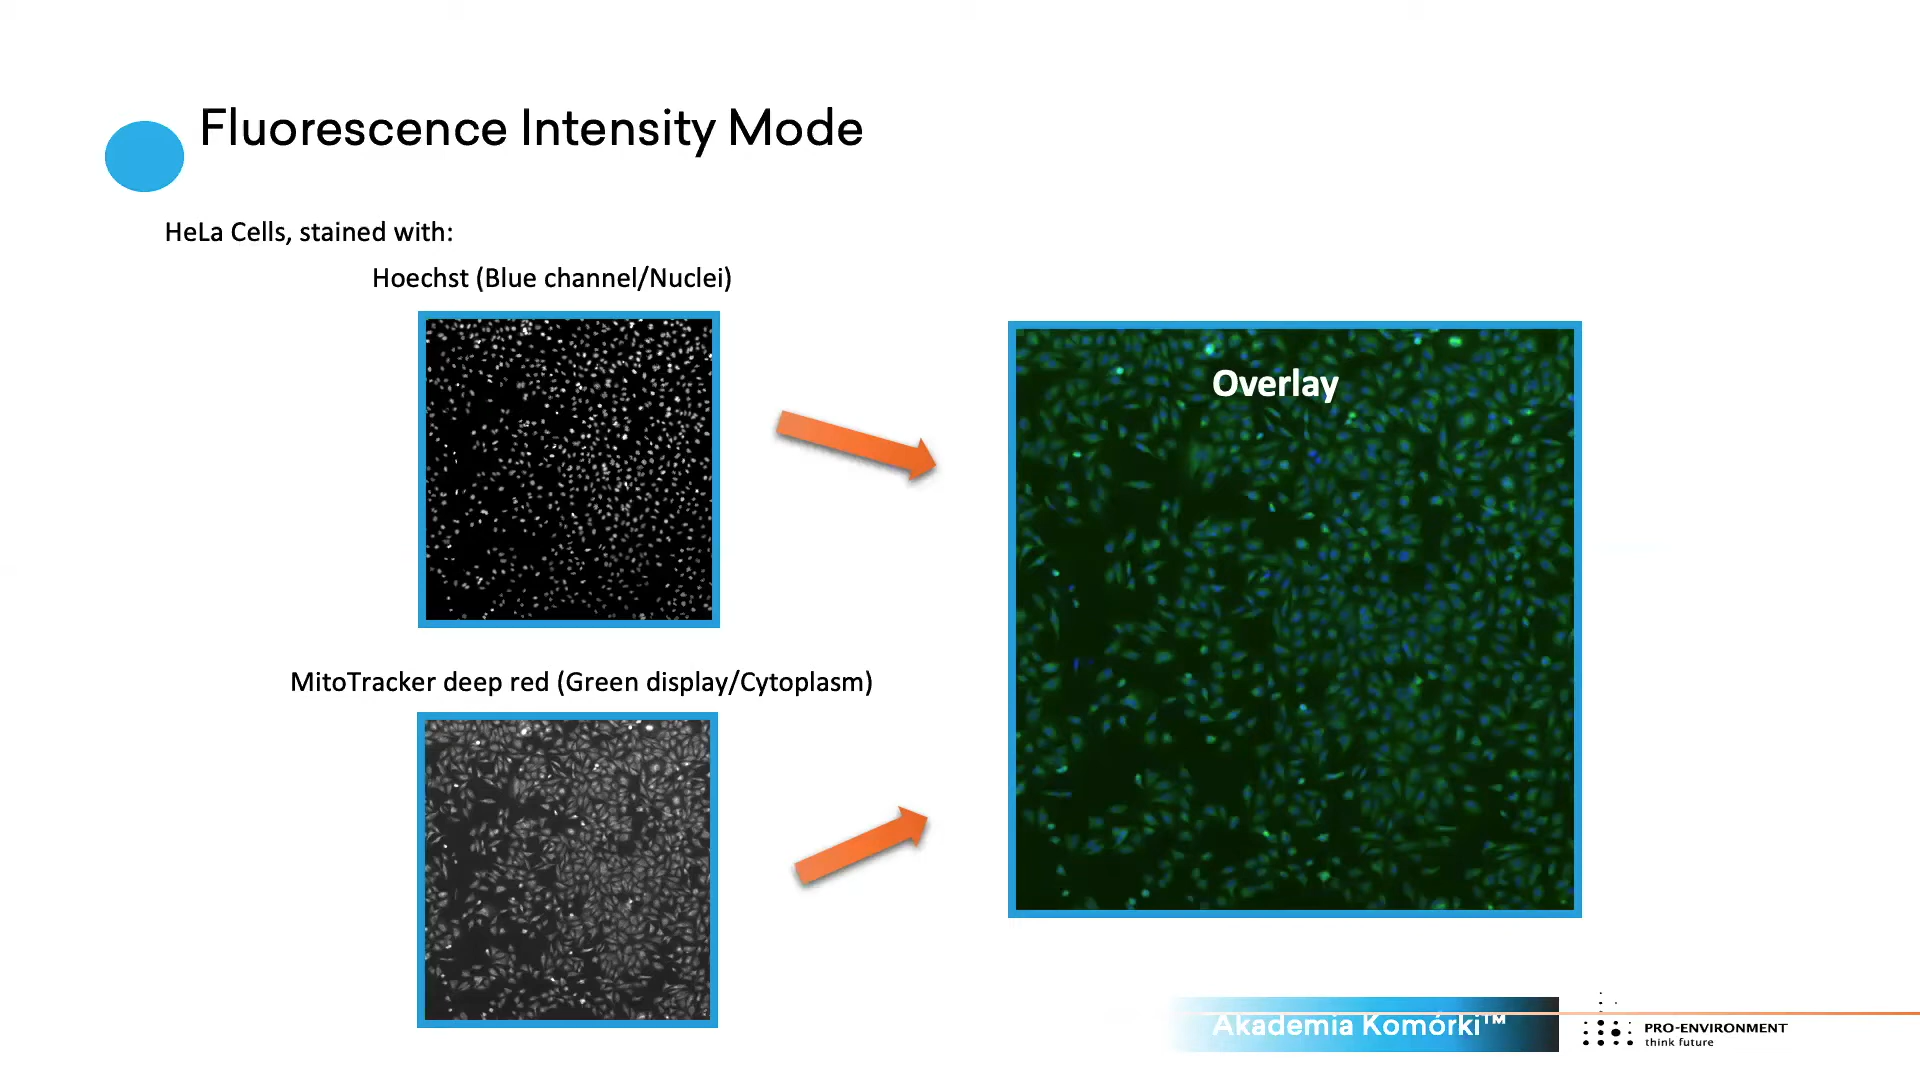 Fluorescence Intensity Mode
HeLa Cells, stained with:
Hoechst (Blue channel/Nuclei)
Overlay
MitoTracker deep red (Green display/Cytoplasm)
Akademia Komórki™
PRO-ENVIRONMENT
think future